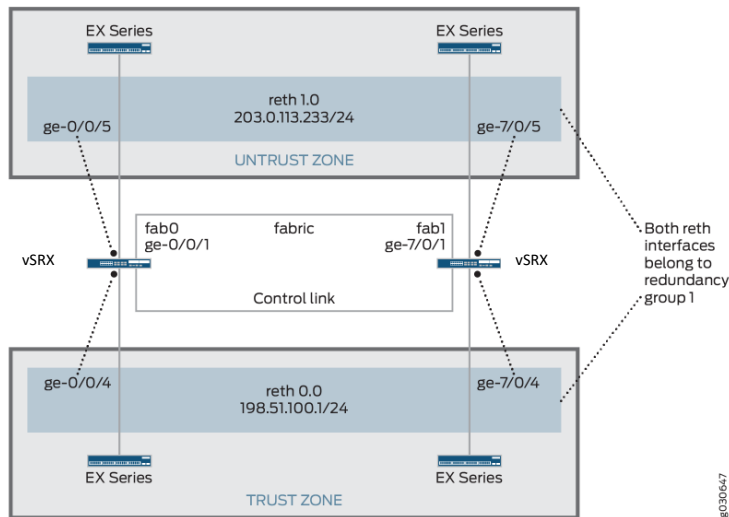 EX Series
EX Series
reth 1.0
203.0.113.233/24
ge-0/0/5
ge-7/0/5
UNTRUST ZONE
fab0
ge-0/0/1
fabric
fab1
ge-7/0/1
vSRX
vSRX
Control link
Both reth
interfaces
belong to
redundancy
group 1
ge-0/0/4
ge-7/0/4
reth 0.0
198.51.100.1/24
EX Series
EX Series
TRUST ZONE
g030647